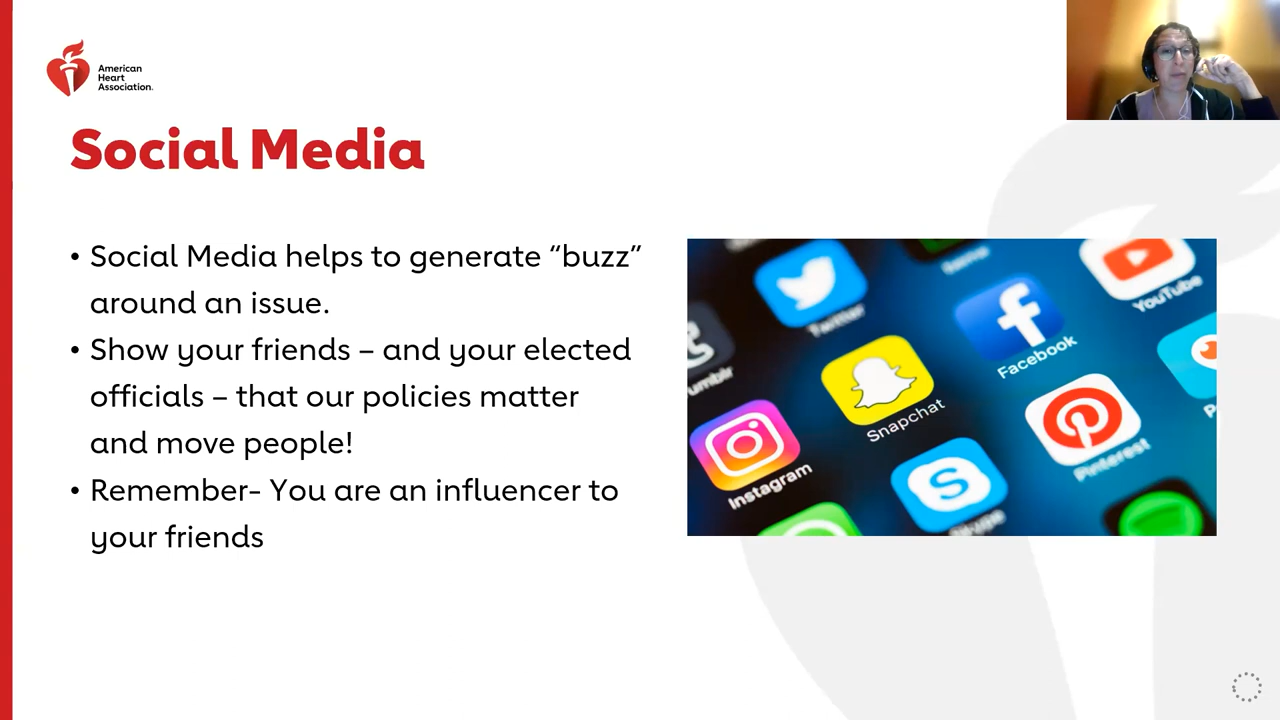 American
Heart
Association.
Social Media
• Social Media helps to generate “buzz”
around an issue.
• Show your friends – and your elected
officials – that our policies matter
and move people!
• Remember- You are an influencer to
your friends
Twitter
Facebook
YouTube
umblr
Snapchat
Instagram
Pinterest
Skype
P